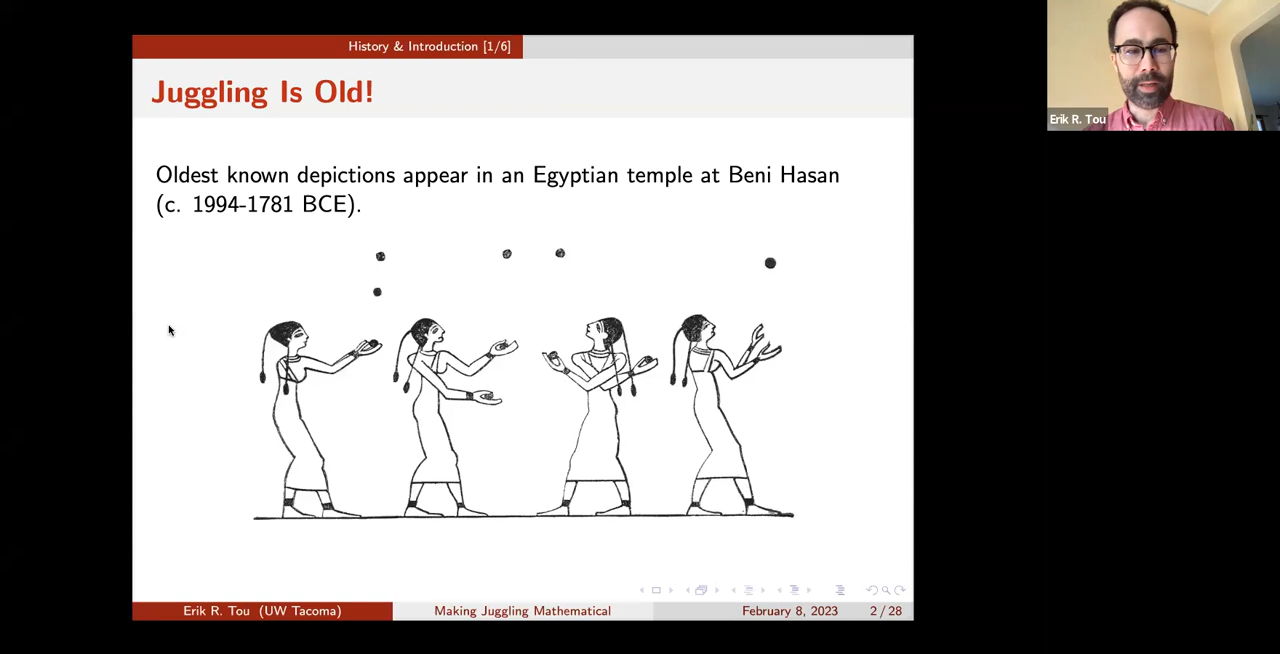 History & Introduction [1/6]
Juggling Is Old!
Oldest known depictions appear in an Egyptian temple at Beni Hasan
(c. 1994-1781 BCE).
Erik R. Tou (UW Tacoma)
Making Juggling Mathematical
February 8, 2023
2 / 28
Erik R. Tou